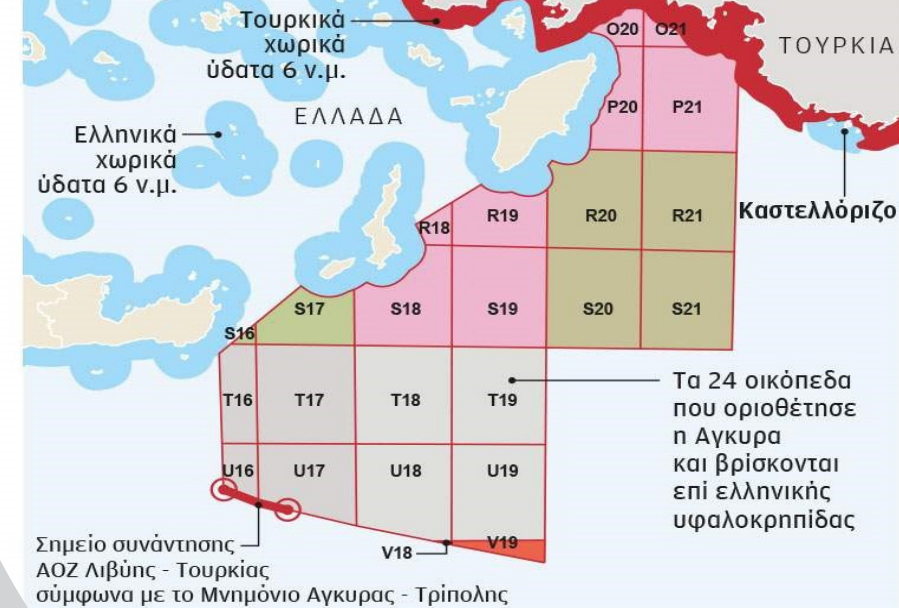 Τουρκικά
χωρικά
ύδατα 6 ν.μ.
ΕΛΛΑΔΑ
Ελληνικά
χωρικά
ύδατα 6 ν.μ.
ΤΟΥΡΚΙΑ
Καστελλόριζο
O20 O21
P20 P21
R18 R19 R20 R21
S16 S17 S18 S19 S20 S21
T16 T17 T18 T19
U16 U17 U18 U19
V18 V19
Τα 24 οικόπεδα
που οριοθέτησε
η Αγκυρα
και βρίσκονται
επί ελληνικής
υφαλοκρηπίδας
Σημείο συνάντησης
ΑΟΖ Λιβύης - Τουρκίας
σύμφωνα με το Μνημόνιο Αγκυρας - Τρίπολης